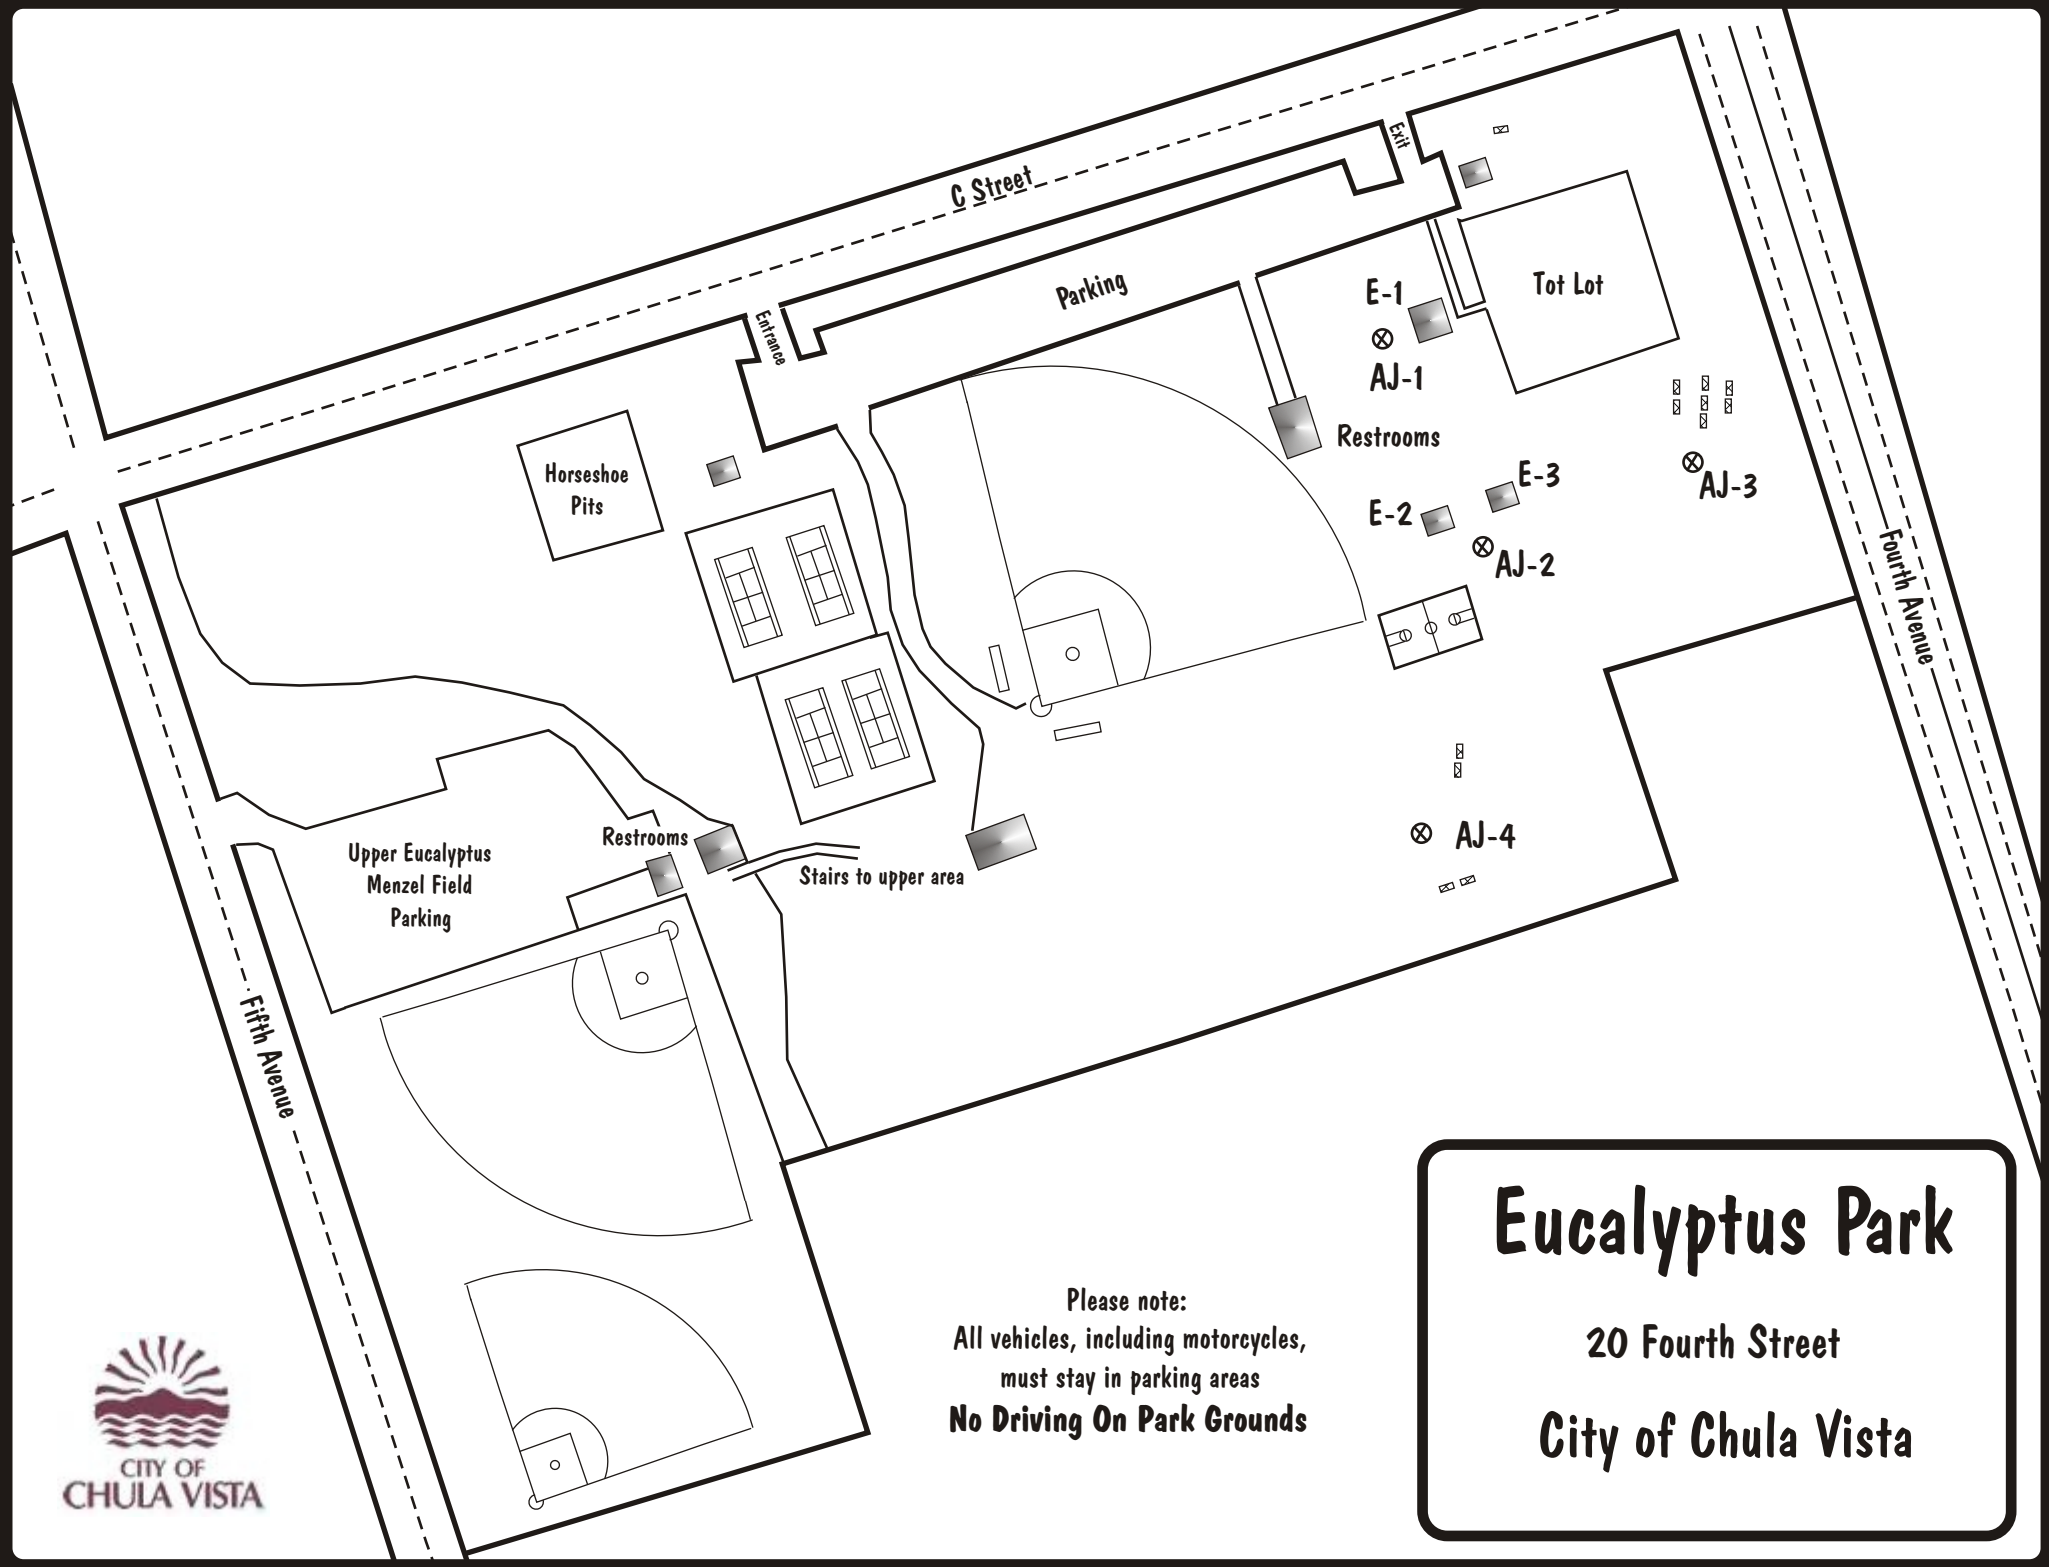 C Street
Exit
Parking
Entrance
E-1
AJ-1
Tot Lot
Horseshoe
Pits
Restrooms
E-3
E-2
AJ-3
AJ-2
Fourth Avenue
AJ-4
Restrooms
Upper Eucalyptus
Menzel Field
Parking
Stairs to upper area
Fifth Avenue
Please note:
All vehicles, including motorcycles,
must stay in parking areas
No Driving On Park Grounds
Eucalyptus Park
20 Fourth Street
City of Chula Vista
CITY OF
CHULA VISTA